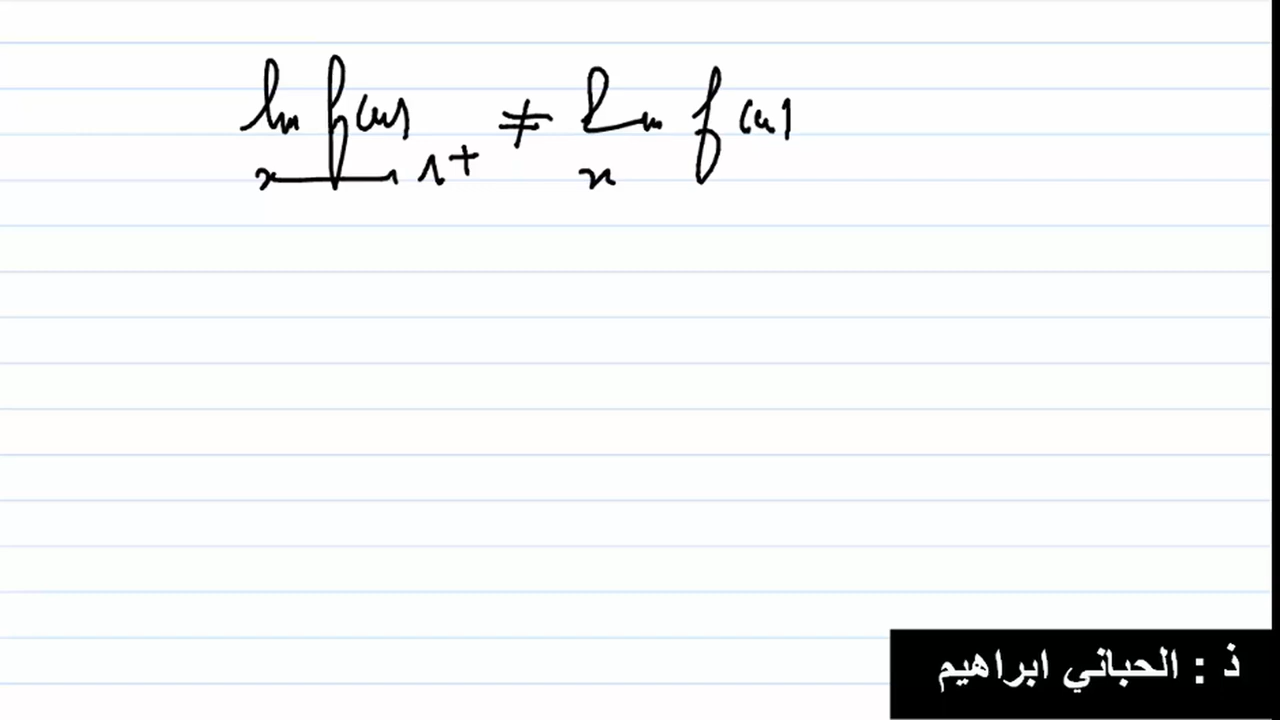 lim f(x) ≠ lim f(x)
x → 1+ x
ذ : الحباني ابراهيم